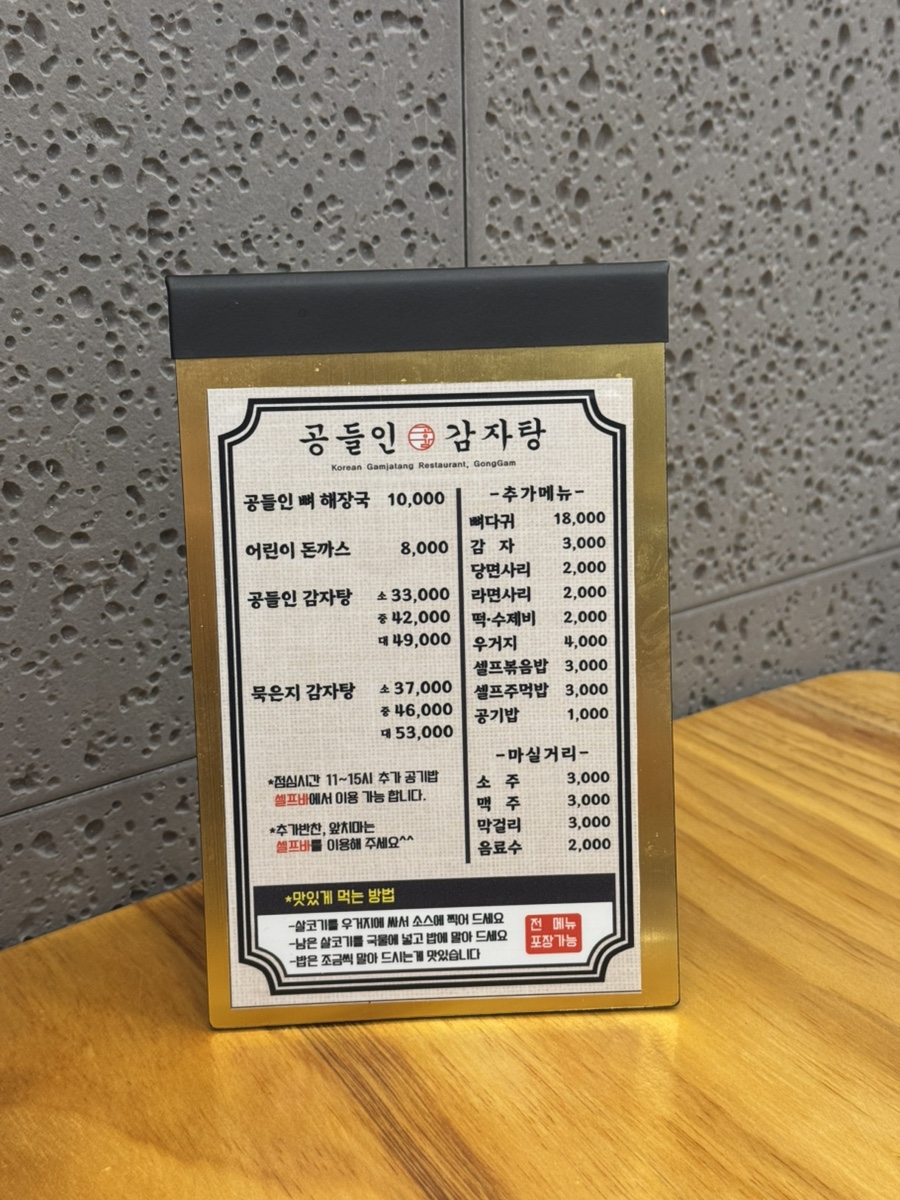 공들인 감자탕
Korean Gamjatang Restaurant, GongGam
공들인 뼈 해장국 10,000
어린이 돈까스 8,000
공들인 감자탕 소 33,000
중 42,000
대 49,000
묵은지 감자탕 소 37,000
중 46,000
대 53,000
*점심시간 11~15시 추가 공기밥
셀프바에서 이용 가능 합니다.
*추가반찬, 앞치마는
셀프바를 이용해 주세요^^
-추가메뉴-
뼈다귀 18,000
감 자 3,000
당면사리 2,000
라면사리 2,000
떡·수제비 2,000
우거지 4,000
셀프볶음밥 3,000
셀프주먹밥 3,000
공기밥 1,000
-마실거리-
소 주 3,000
맥 주 3,000
막걸리 3,000
음료수 2,000
*맛있게 먹는 방법
-살코기를 우거지에 싸서 소스에 찍어 드세요
-남은 살코기를 국물에 넣고 밥에 말아 드세요
-밥은 조금씩 말아 드시는게 맛있습니다
전 메뉴
포장가능